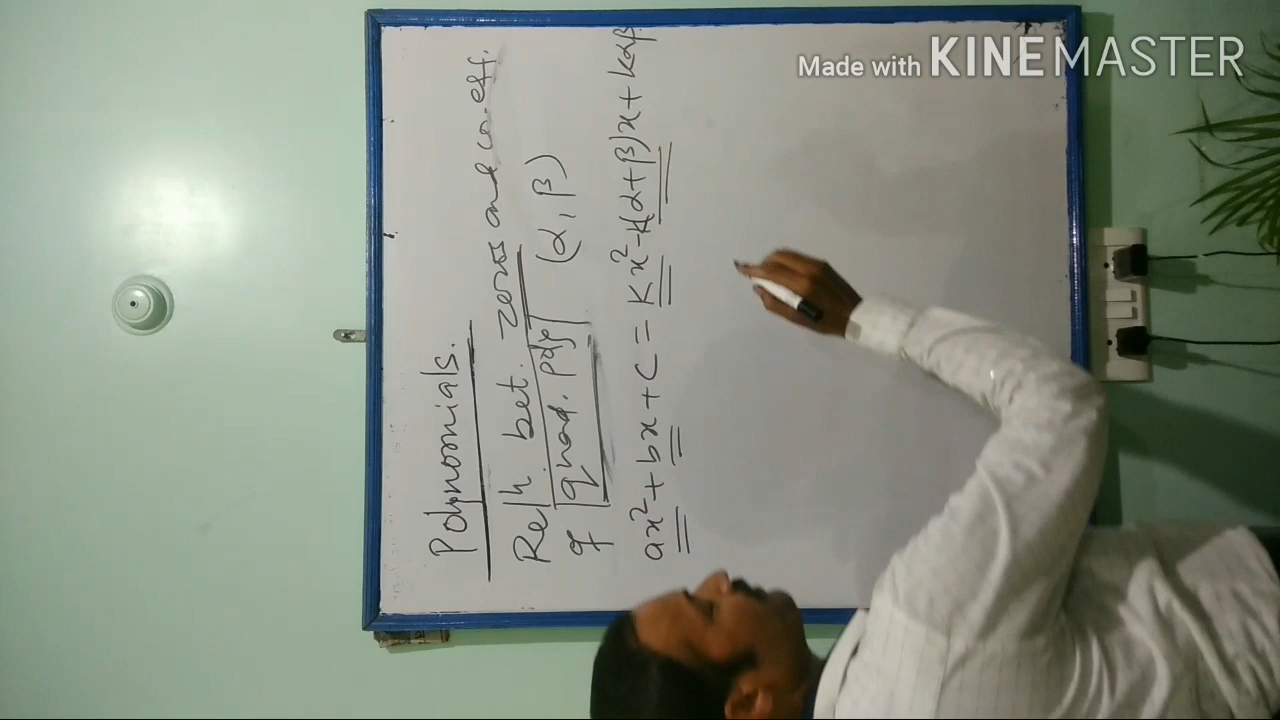 Made with KINEMASTER
Polynomials.
Reln bet. zeros and co-eff.
of quad. poly (α, β)
ax²+bx+c = Kx²-K(α+β)x+Kαβ